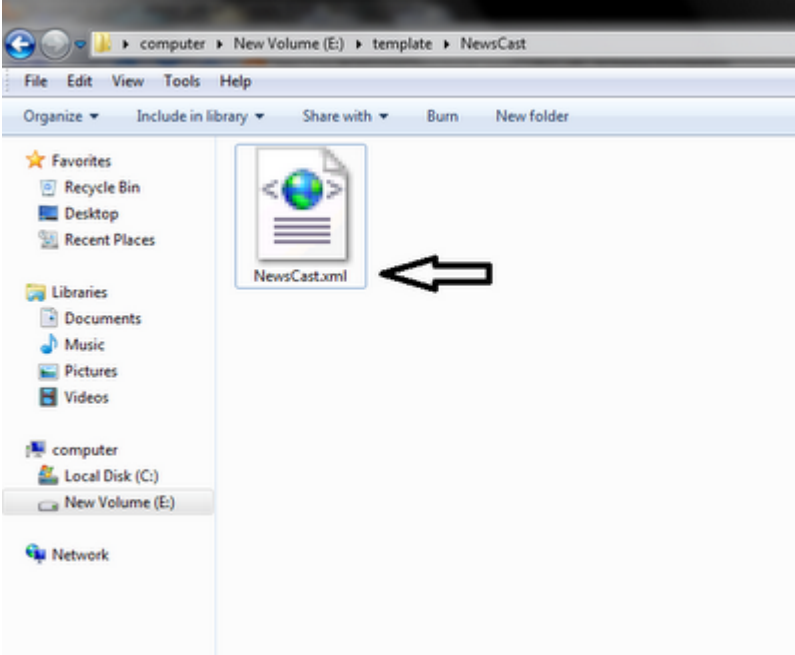 computer New Volume (E:) template NewsCast
File Edit View Tools Help
Organize Include in library Share with Burn New folder
Favorites
Recycle Bin
Desktop
Recent Places
Libraries
Documents
Music
Pictures
Videos
computer
Local Disk (C:)
New Volume (E:)
Network
NewsCast.xml